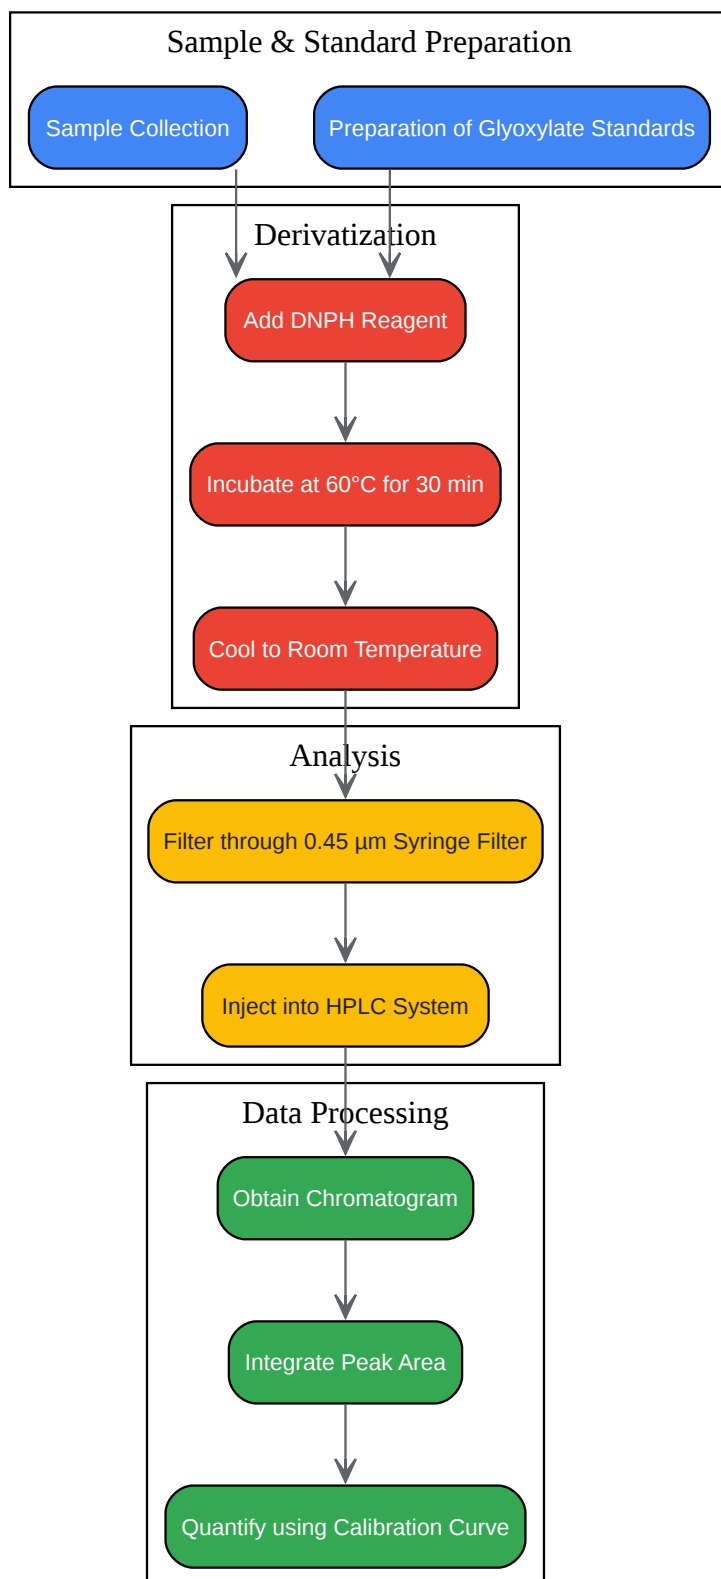 Sample & Standard Preparation
Sample Collection
Preparation of Glyoxylate Standards
Derivatization
Add DNPH Reagent
Incubate at 60°C for 30 min
Cool to Room Temperature
Analysis
Filter through 0.45 µm Syringe Filter
Inject into HPLC System
Data Processing
Obtain Chromatogram
Integrate Peak Area
Quantify using Calibration Curve